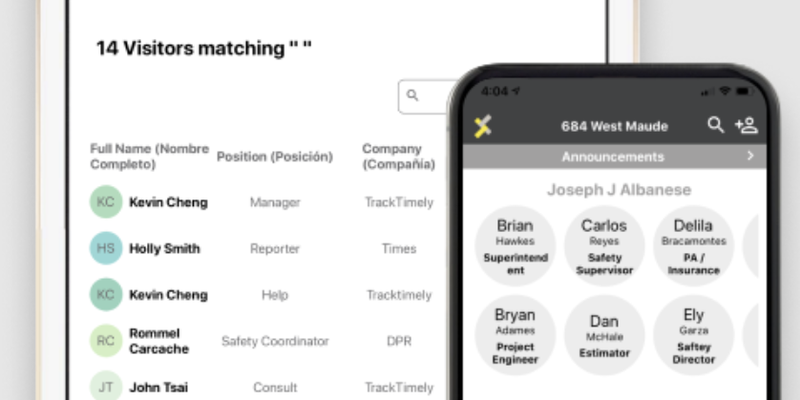 14 Visitors matching " "
Full Name (Nombre
Completo)
Position (Posición)
Company
(Compañía)
KC Kevin Cheng Manager TrackTimely
HS Holly Smith Reporter Times
KC Kevin Cheng Help Tracktimely
RC Rommel
Carcache
Safety Coordinator DPR
JT John Tsai Consult TrackTimely
4:04
684 West Maude
Announcements
Joseph J Albanese
Brian
Hawkes
Superintend
ent
Carlos
Reyes
Safety
Supervisor
Delila
Bracamontes
PA /
Insurance
Bryan
Adames
Project
Engineer
Dan
McHale
Estimator
Ely
Garza
Saftey
Director